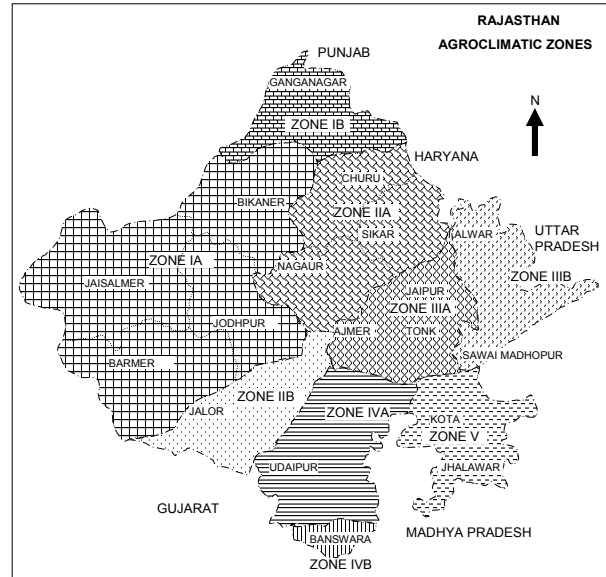 RAJASTHAN
AGROCLIMATIC ZONES
PUNJAB
GANGANAGAR
N
ZONE IB
HARYANA
CHURU
BIKANER
ZONE IIA
SIKAR
ALWAR
UTTAR
PRADESH
ZONE IA
NAGAUR
ZONE IIIB
JAISALMER
JAIPUR
ZONE IIIA
JODHPUR
AJMER
TONK
BARMER
SAWAI MADHOPUR
ZONE IIB
JALOR
ZONE IVA
KOTA
ZONE V
UDAIPUR
JHALAWAR
GUJARAT
MADHYA PRADESH
BANSWARA
ZONE IVB